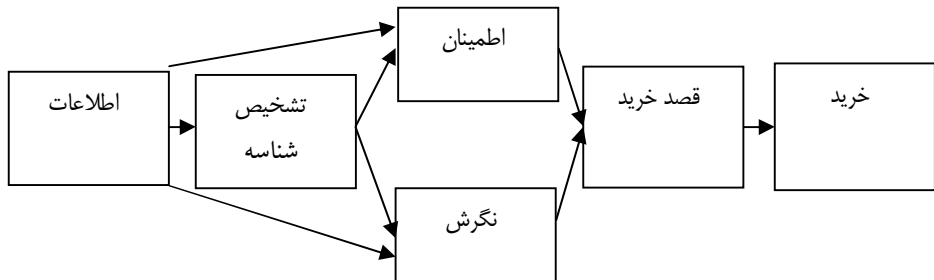 اطلاعات
تشخیص
شناسه
اطمینان
نگرش
قصد خرید
خرید